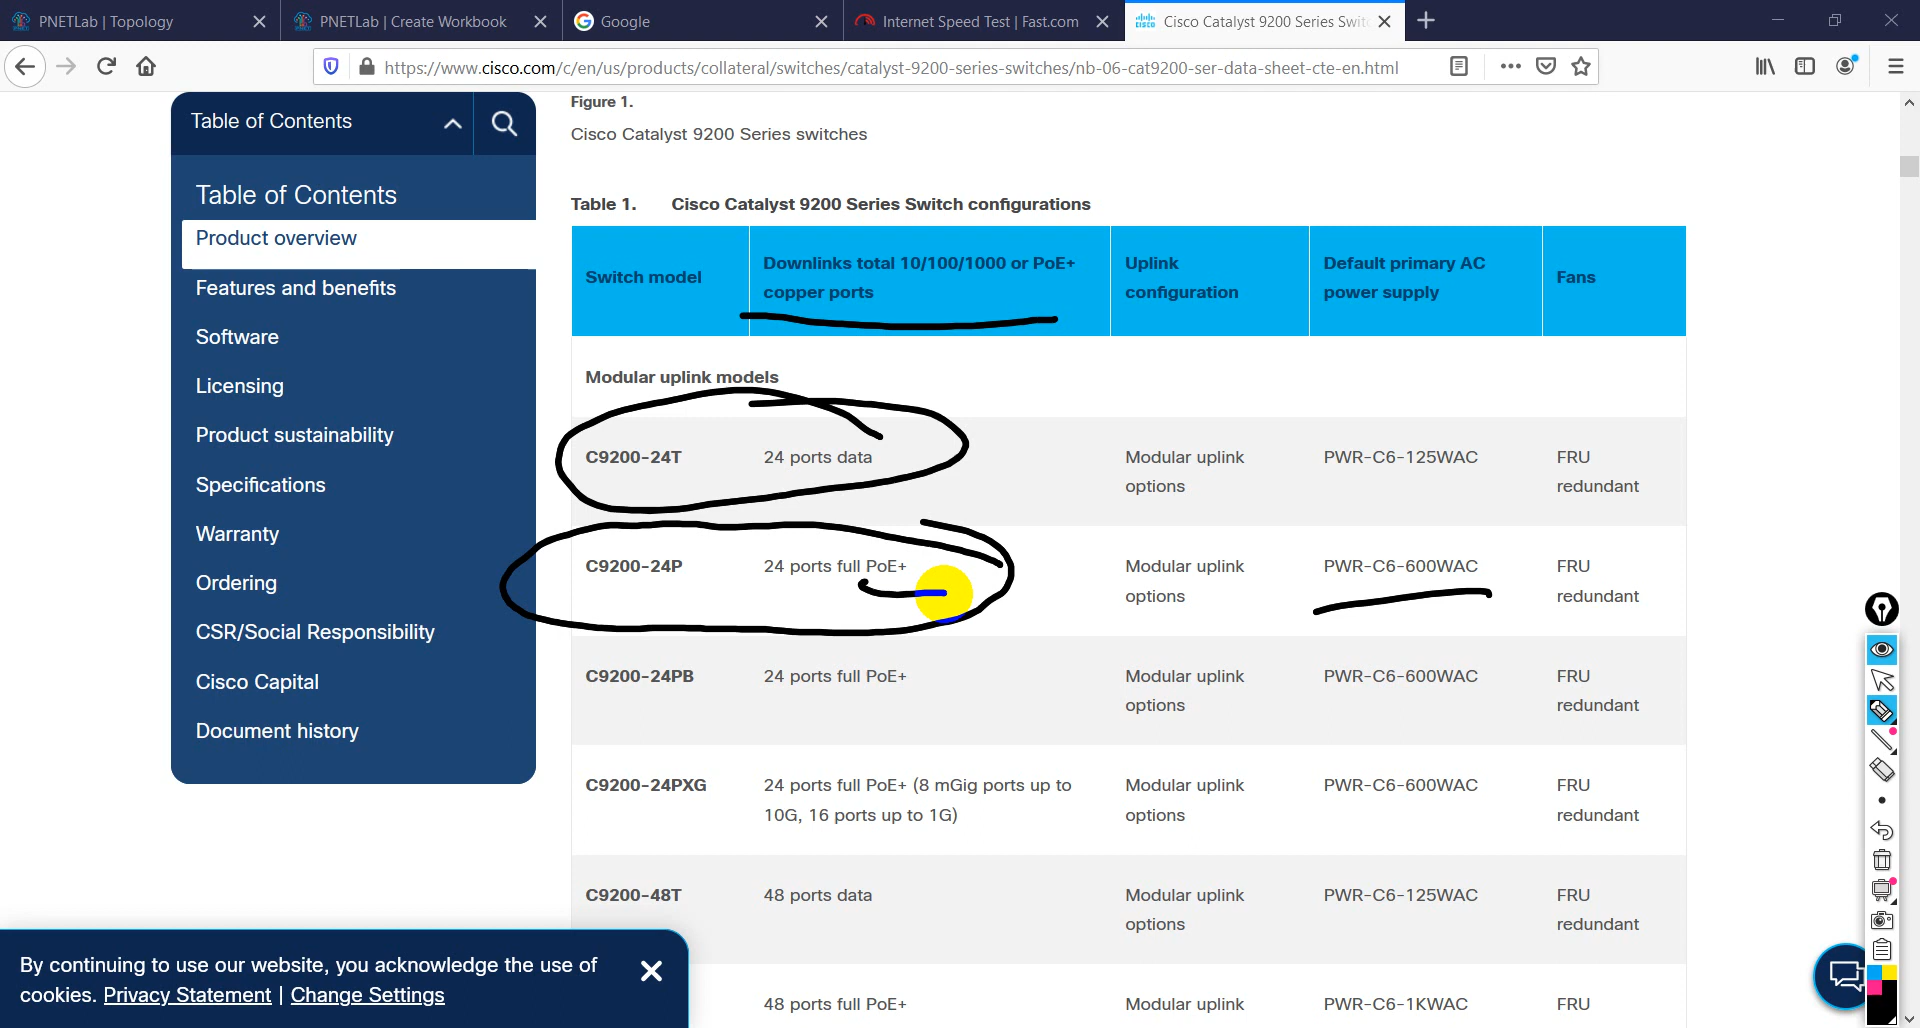 PNETLab | Topology
PNETLab | Create Workbook
Google
Internet Speed Test | Fast.com
Cisco Catalyst 9200 Series Swit
https://www.cisco.com/c/en/us/products/collateral/switches/catalyst-9200-series-switches/nb-06-cat9200-ser-data-sheet-cte-en.html
Table of Contents
Table of Contents
Product overview
Features and benefits
Software
Licensing
Product sustainability
Specifications
Warranty
Ordering
CSR/Social Responsibility
Cisco Capital
Document history
Figure 1.
Cisco Catalyst 9200 Series switches
Table 1. Cisco Catalyst 9200 Series Switch configurations
Switch model
Downlinks total 10/100/1000 or PoE+
copper ports
Uplink
configuration
Default primary AC
power supply
Fans
Modular uplink models
C9200-24T
24 ports data
Modular uplink
options
PWR-C6-125WAC
FRU
redundant
C9200-24P
24 ports full PoE+
Modular uplink
options
PWR-C6-600WAC
FRU
redundant
C9200-24PB
24 ports full PoE+
Modular uplink
options
PWR-C6-600WAC
FRU
redundant
C9200-24PXG
24 ports full PoE+ (8 mGig ports up to
10G, 16 ports up to 1G)
Modular uplink
options
PWR-C6-600WAC
FRU
redundant
C9200-48T
48 ports data
Modular uplink
options
PWR-C6-125WAC
FRU
redundant
48 ports full PoE+
Modular uplink
PWR-C6-1KWAC
FRU
By continuing to use our website, you acknowledge the use of
cookies. Privacy Statement | Change Settings